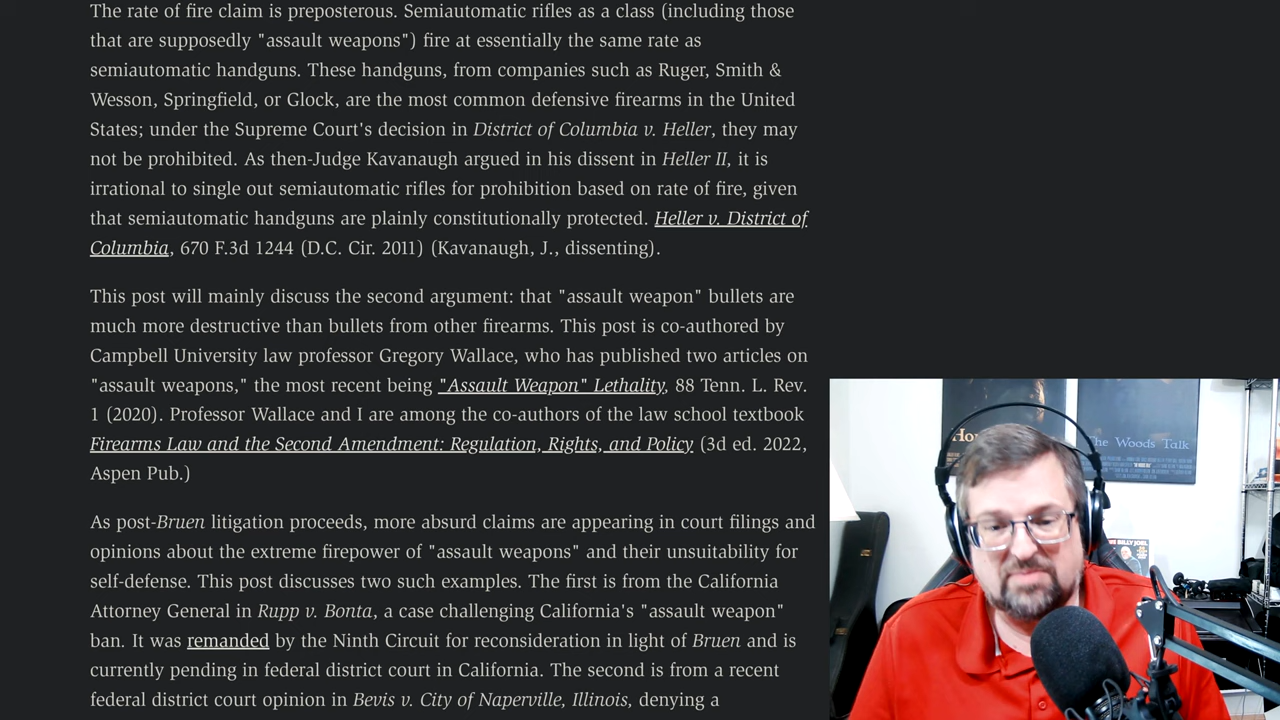 The rate of fire claim is preposterous. Semiautomatic rifles as a class (including those
that are supposedly "assault weapons") fire at essentially the same rate as
semiautomatic handguns. These handguns, from companies such as Ruger, Smith &
Wesson, Springfield, or Glock, are the most common defensive firearms in the United
States; under the Supreme Court's decision in District of Columbia v. Heller, they may
not be prohibited. As then-Judge Kavanaugh argued in his dissent in Heller II, it is
irrational to single out semiautomatic rifles for prohibition based on rate of fire, given
that semiautomatic handguns are plainly constitutionally protected. Heller v. District of
Columbia, 670 F.3d 1244 (D.C. Cir. 2011) (Kavanaugh, J., dissenting).
This post will mainly discuss the second argument: that "assault weapon" bullets are
much more destructive than bullets from other firearms. This post is co-authored by
Campbell University law professor Gregory Wallace, who has published two articles on
"assault weapons," the most recent being "Assault Weapon" Lethality, 88 Tenn. L. Rev.
1 (2020). Professor Wallace and I are among the co-authors of the law school textbook
Firearms Law and the Second Amendment: Regulation, Rights, and Policy (3d ed. 2022,
Aspen Pub.)
As post-Bruen litigation proceeds, more absurd claims are appearing in court filings and
opinions about the extreme firepower of "assault weapons" and their unsuitability for
self-defense. This post discusses two such examples. The first is from the California
Attorney General in Rupp v. Bonta, a case challenging California's "assault weapon"
ban. It was remanded by the Ninth Circuit for reconsideration in light of Bruen and is
currently pending in federal district court in California. The second is from a recent
federal district court opinion in Bevis v. City of Naperville, Illinois, denying a
The Woods Talk